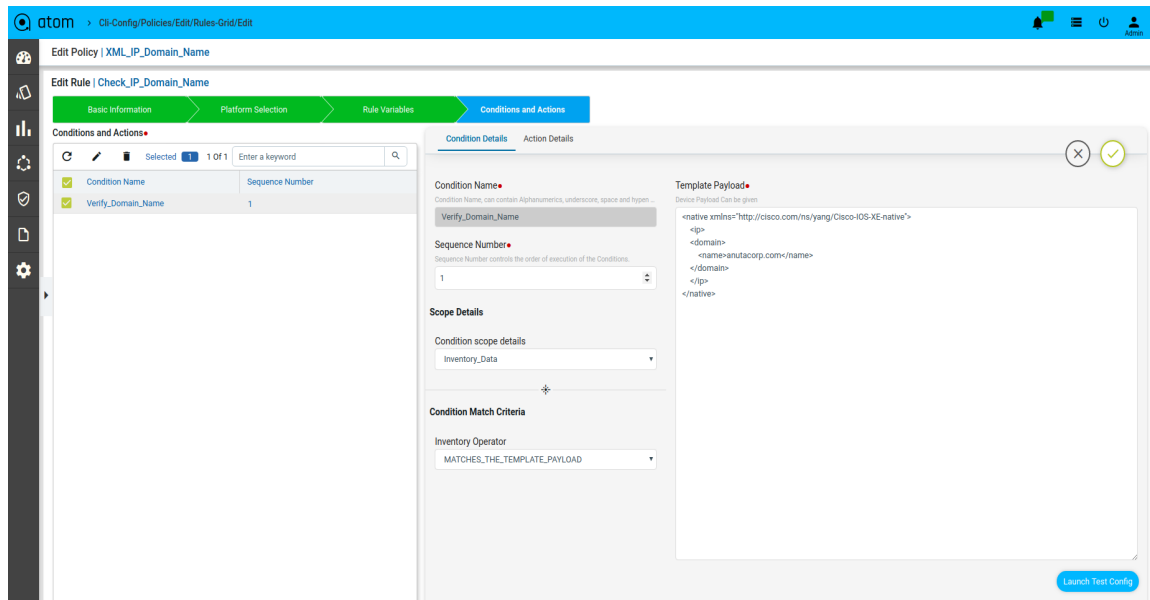 atom > Cli-Config/Policies/Edit/Rules-Grid/Edit
Admin
Edit Policy | XML_IP_Domain_Name
Edit Rule | Check_IP_Domain_Name
Basic Information Platform Selection Rule Variables Conditions and Actions
Conditions and Actions
Selected 1 1 Of 1 Enter a keyword
Condition Name Sequence Number
Verify_Domain_Name 1
Condition Details Action Details
Condition Name
Condition Name, can contain Alphanumerics, underscore, space and hypen ...
Verify_Domain_Name
Sequence Number
Sequence Number controls the order of execution of the Conditions.
1
Scope Details
Condition scope details
Inventory_Data
Condition Match Criteria
Inventory Operator
MATCHES_THE_TEMPLATE_PAYLOAD
Template Payload
Device Payload Can be given
<native xmlns="http://cisco.com/ns/yang/Cisco-IOS-XE-native">
<ip>
<domain>
<name>anutacorp.com</name>
</domain>
</ip>
</native>
Launch Test Config